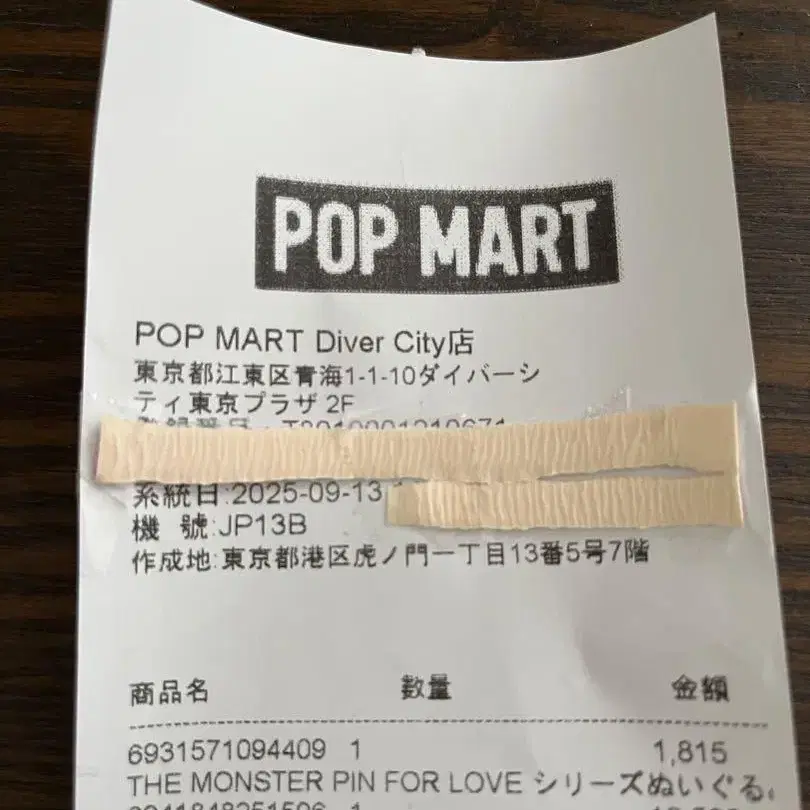 POP MART
POP MART Diver City店
東京都江東区青海1-1-10ダイバーシ
ティ東京プラザ 2F
系統日:2025-09-13
機 號:JP13B
作成地:東京都港区虎ノ門一丁目13番5号7階
商品名 数量 金額
6931571094409 1 1,815
THE MONSTER PIN FOR LOVE シリーズぬいぐる